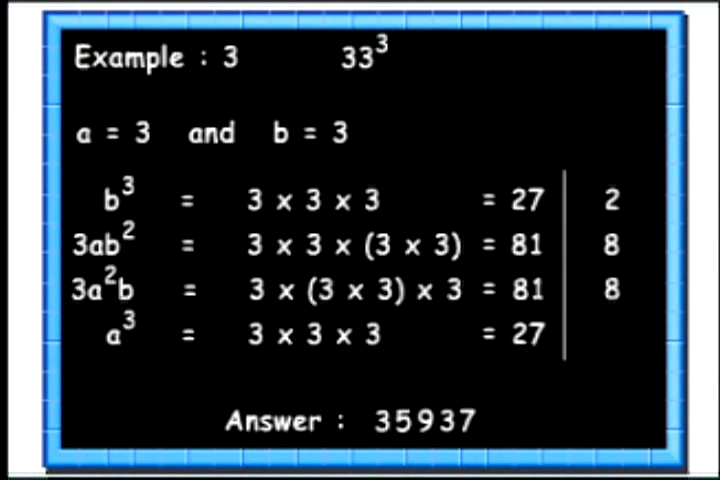 Example : 3 33³
a = 3 and b = 3
b³ = 3 x 3 x 3 = 27 2
3ab² = 3 x 3 x (3 x 3) = 81 8
3a²b = 3 x (3 x 3) x 3 = 81 8
a³ = 3 x 3 x 3 = 27
Answer : 35937